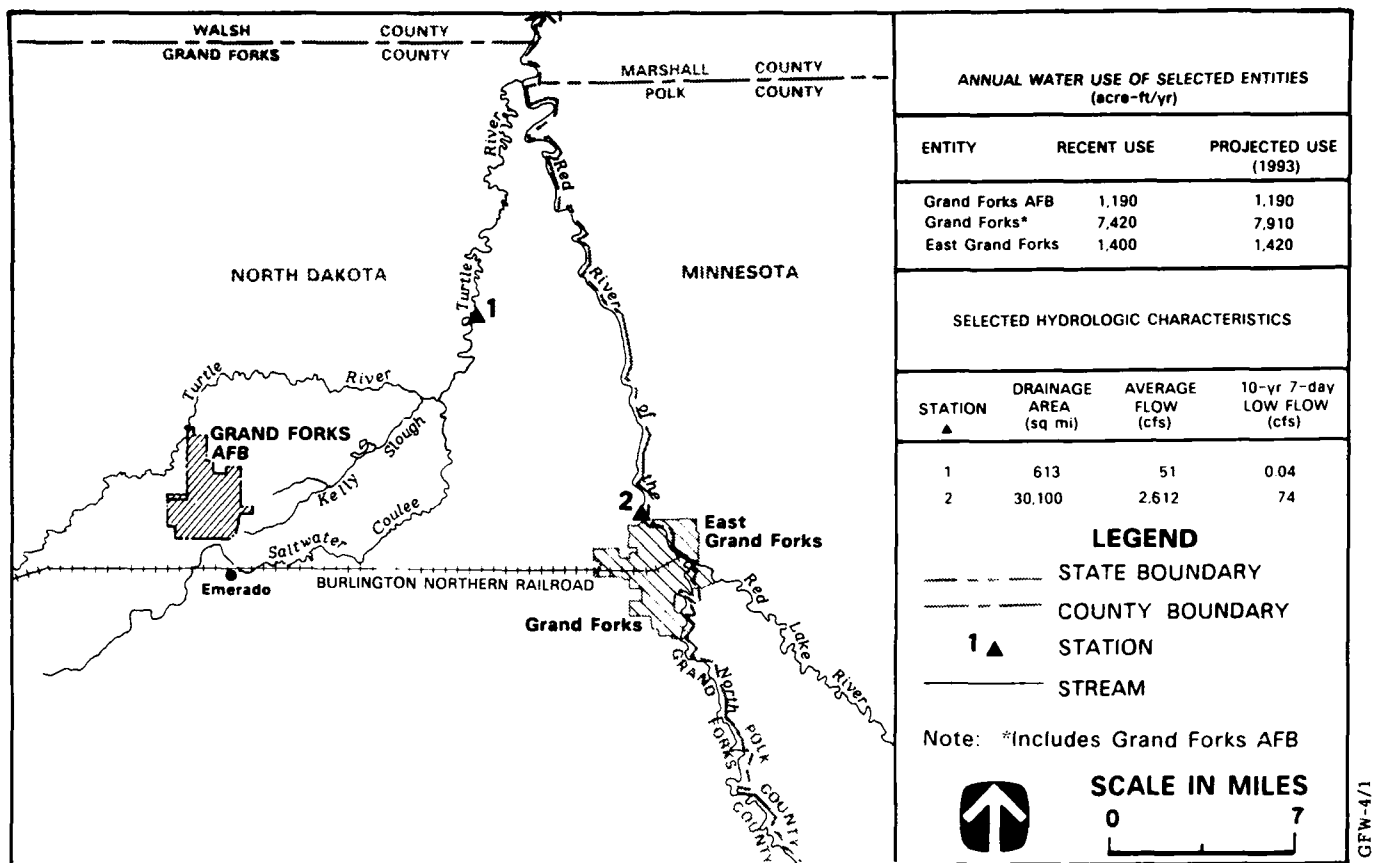 WALSH COUNTY
GRAND FORKS COUNTY
MARSHALL COUNTY
POLK COUNTY
River
Red
NORTH DAKOTA
MINNESOTA
Turtle
1
River
Turtle River
of
GRAND FORKS
AFB
Slough
Kelly
the
2
Coulee
East
Grand Forks
Saltwater
BURLINGTON NORTHERN RAILROAD
Emerado
Red
Lake
River
Grand Forks
GRAND FORKS COUNTY
North
POLK COUNTY
ANNUAL WATER USE OF SELECTED ENTITIES
(acre-ft/yr)
ENTITY RECENT USE PROJECTED USE
(1993)
Grand Forks AFB 1,190 1,190
Grand Forks* 7,420 7,910
East Grand Forks 1,400 1,420
SELECTED HYDROLOGIC CHARACTERISTICS
STATION DRAINAGE AREA (sq mi) AVERAGE FLOW (cfs) 10-yr 7-day LOW FLOW (cfs)
1 613 51 0.04
2 30,100 2,612 74
LEGEND
STATE BOUNDARY
COUNTY BOUNDARY
1 ▲ STATION
STREAM
Note: *Includes Grand Forks AFB
SCALE IN MILES
0 7
GFW-4/1